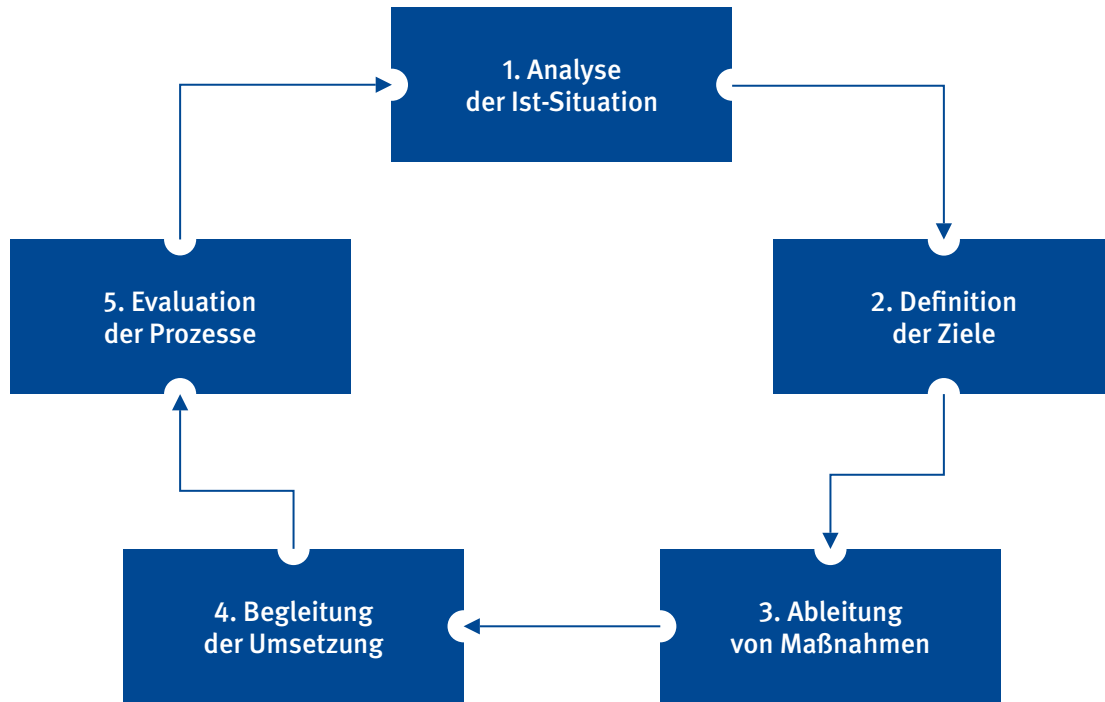 1. Analyse
der Ist-Situation
2. Definition
der Ziele
3. Ableitung
von Maßnahmen
4. Begleitung
der Umsetzung
5. Evaluation
der Prozesse